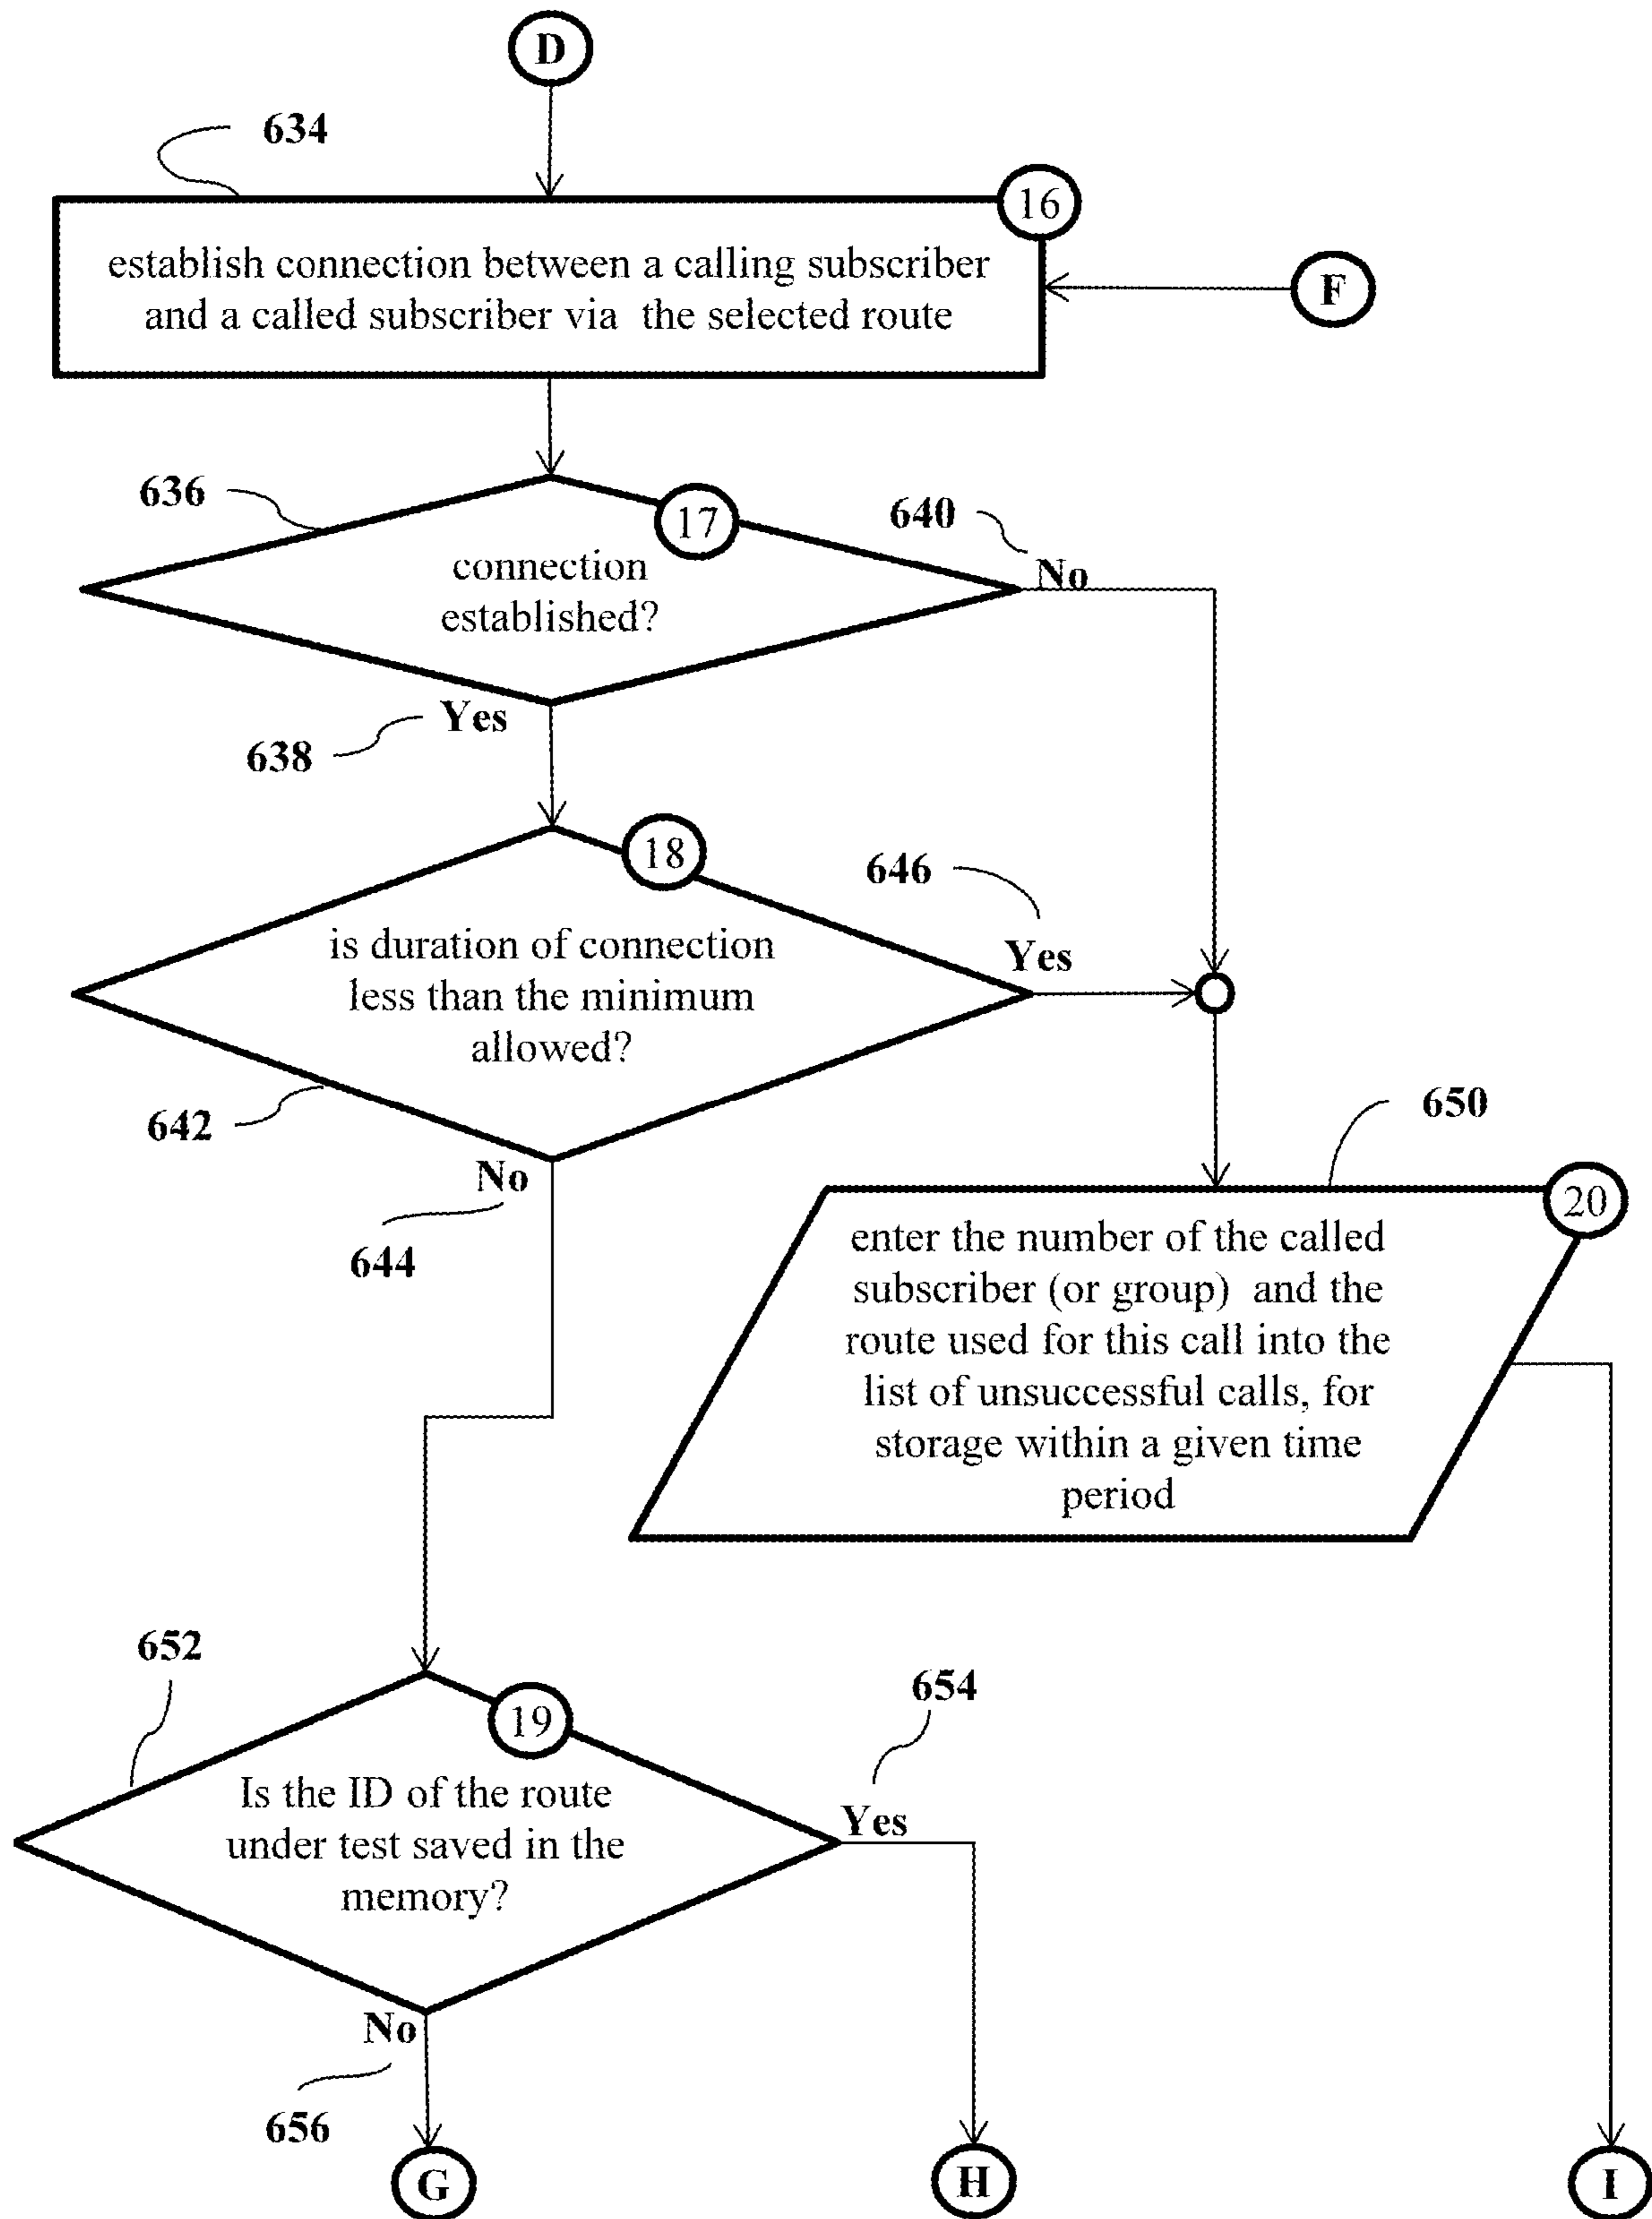 D
634
16
establish connection between a calling subscriber
and a called subscriber via the selected route
F
636
17
640
connection
established?
No
Yes
638
18
646
is duration of connection
less than the minimum
allowed?
Yes
642
No
644
650
20
enter the number of the called
subscriber (or group) and the
route used for this call into the
list of unsuccessful calls, for
storage within a given time
period
652
19
654
Is the ID of the route
under test saved in the
memory?
Yes
No
656
G
H
I